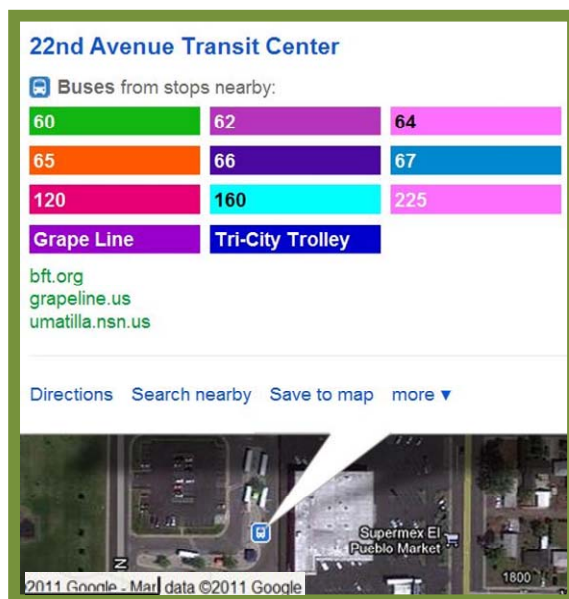 22nd Avenue Transit Center
Buses from stops nearby:
60 62 64
65 66 67
120 160 225
Grape Line Tri-City Trolley
bft.org
grapeline.us
umatilla.nsn.us
Directions Search nearby Save to map more ▼
Supermex El
Pueblo Market
N
1800
2011 Google - Map data ©2011 Google